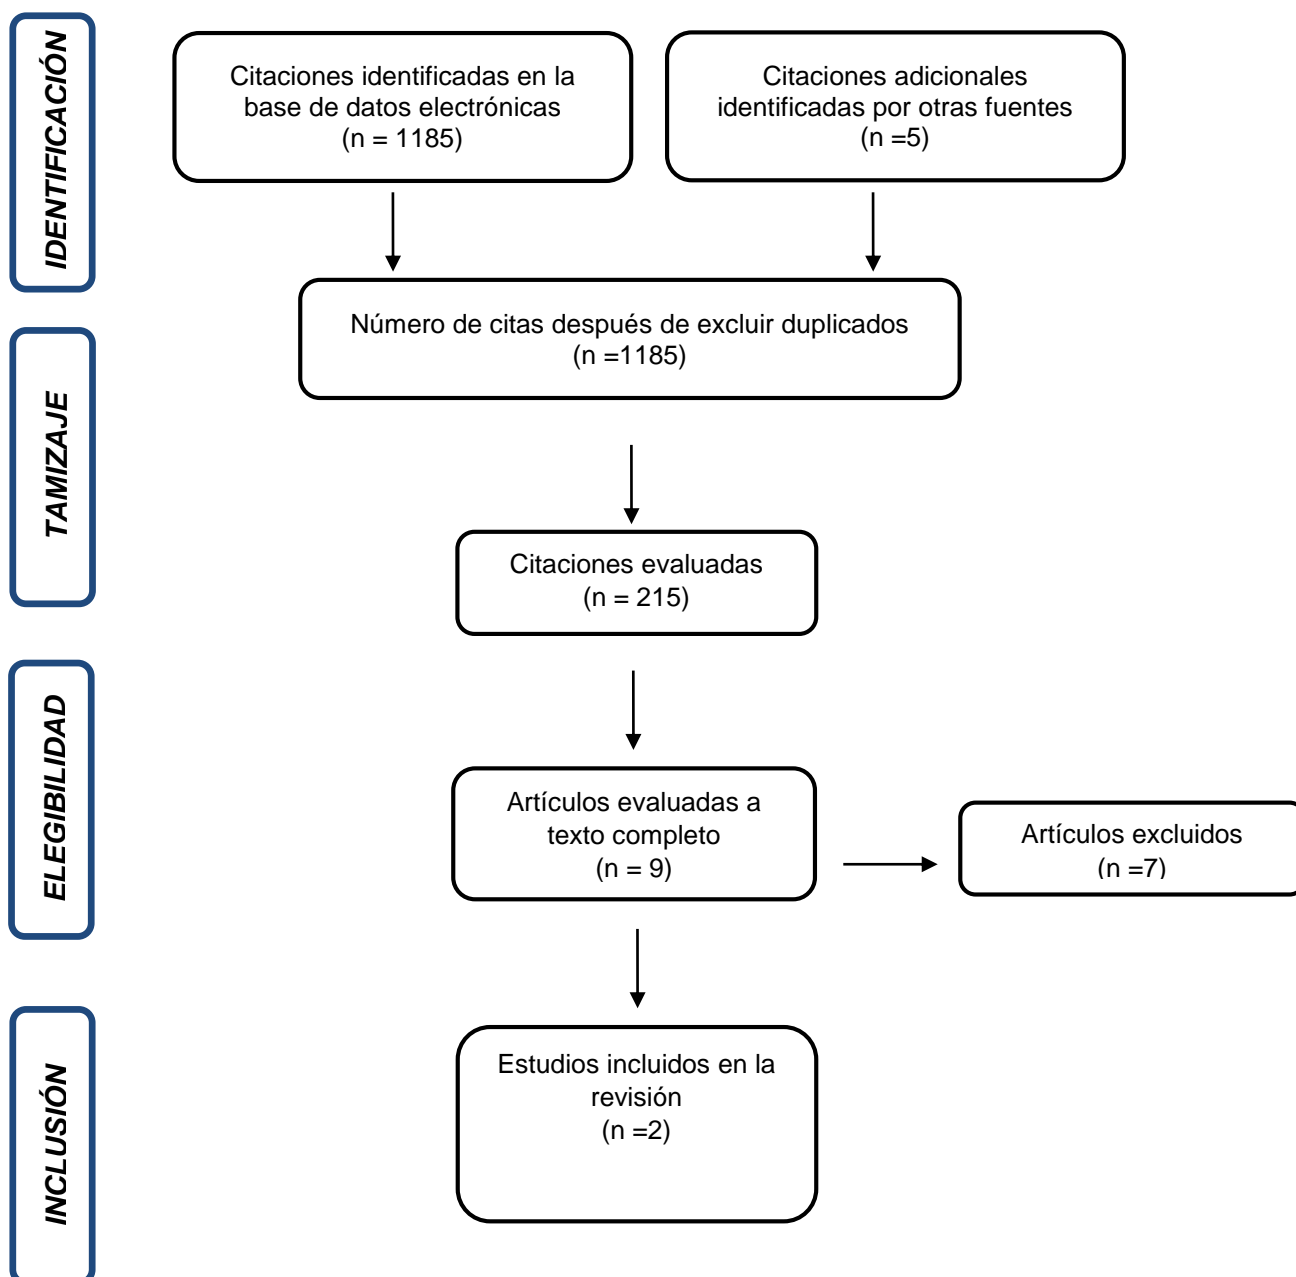 IDENTIFICACIÓN
Citaciones identificadas en la
base de datos electrónicas
(n = 1185)
Citaciones adicionales
identificadas por otras fuentes
(n =5)
Número de citas después de excluir duplicados
(n =1185)
TAMIZAJE
Citaciones evaluadas
(n = 215)
ELEGIBILIDAD
Artículos evaluadas a
texto completo
(n = 9)
Artículos excluidos
(n =7)
INCLUSIÓN
Estudios incluidos en la
revisión
(n =2)